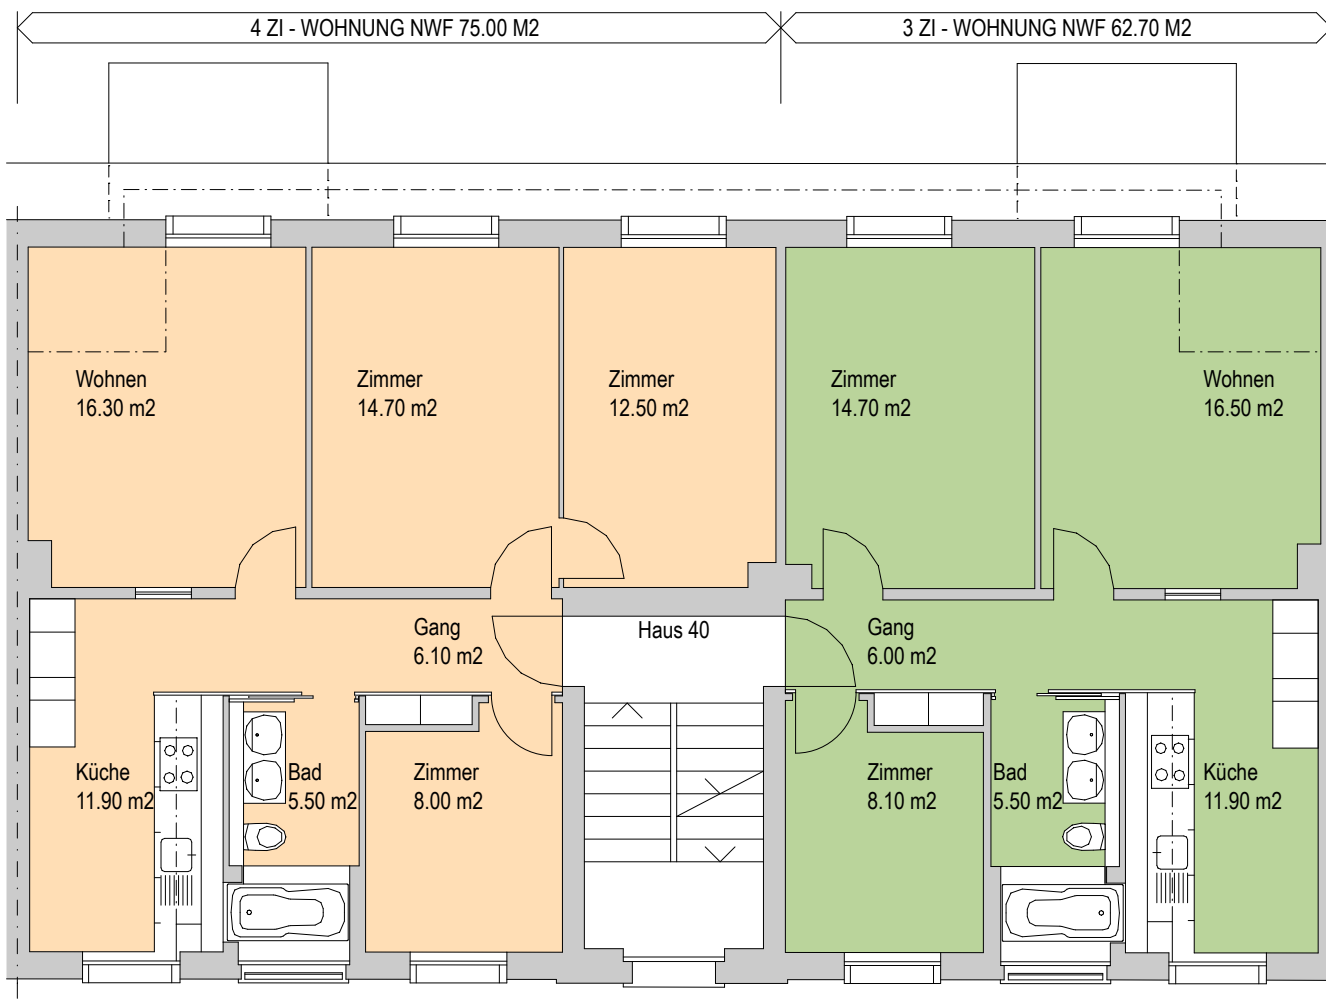 4 ZI - WOHNUNG NWF 75.00 M2
3 ZI - WOHNUNG NWF 62.70 M2
Wohnen
16.30 m2
Zimmer
14.70 m2
Zimmer
12.50 m2
Zimmer
14.70 m2
Wohnen
16.50 m2
Gang
6.10 m2
Haus 40
Gang
6.00 m2
Küche
11.90 m2
Bad
5.50 m2
Zimmer
8.00 m2
Zimmer
8.10 m2
Bad
5.50 m2
Küche
11.90 m2